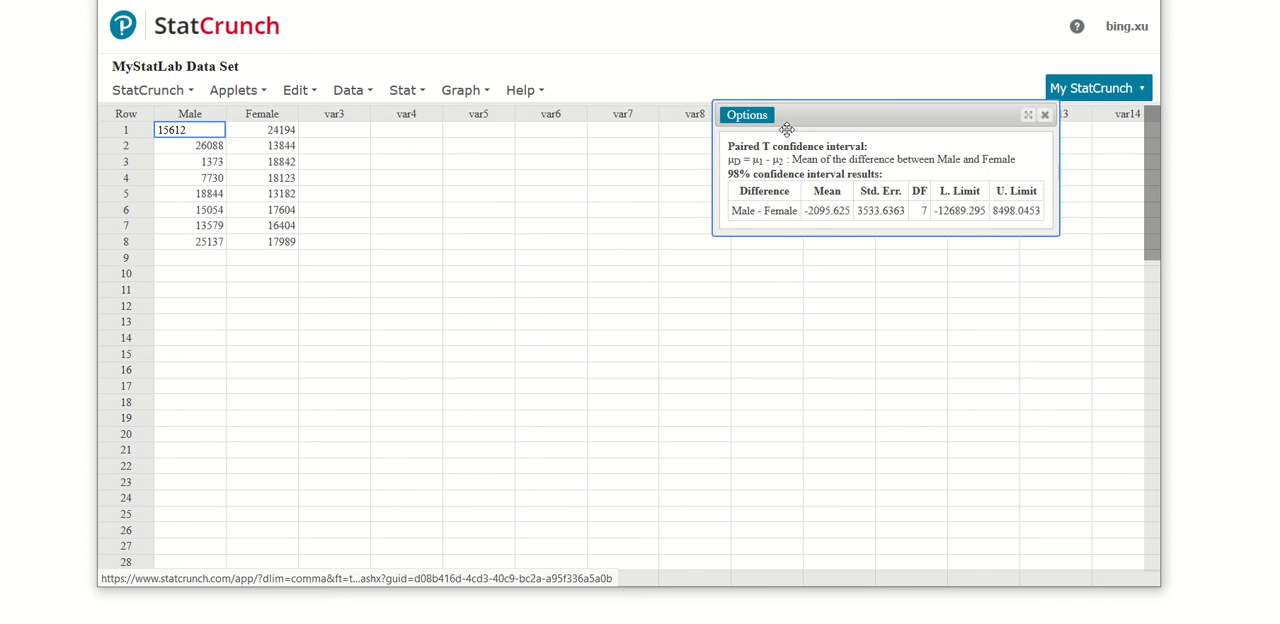 StatCrunch
? bing.xu
MyStatLab Data Set
StatCrunch Applets Edit Data Stat Graph Help
My StatCrunch
Row Male Female var3 var4 var5 var6 var7 var8 13 var14
Options
1 15612 24194
2 26088 13844
3 1373 18842
4 7730 18123
5 18844 13182
6 15054 17604
7 13579 16404
8 25137 17989
9
10
11
12
13
14
15
16
17
18
19
20
21
22
23
24
25
26
27
28
Paired T confidence interval:
μD = μ1 - μ2 : Mean of the difference between Male and Female
98% confidence interval results:
Difference Mean Std. Err. DF L. Limit U. Limit
Male - Female -2095.625 3533.6363 7 -12689.295 8498.0453
https://www.statcrunch.com/app/?dlim=comma&ft=t...ashx?guid=d08b416d-4cd3-40c9-bc2a-a95f336a5a0b